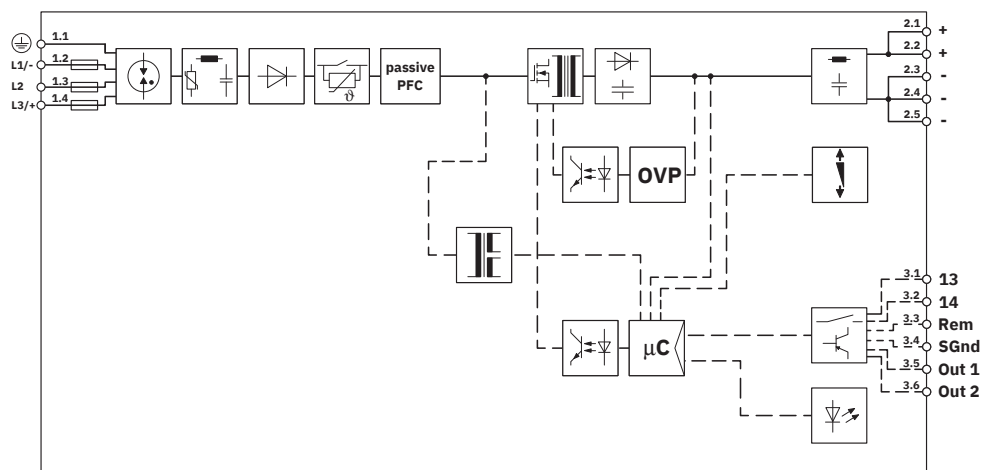 1.1
L1/- 1.2
L2 1.3
L3/+ 1.4
passive
PFC
ϑ
2.1 +
2.2 +
2.3 -
2.4 -
2.5 -
OVP
µC
3.1 13
3.2 14
3.3 Rem
3.4 SGnd
3.5 Out 1
3.6 Out 2